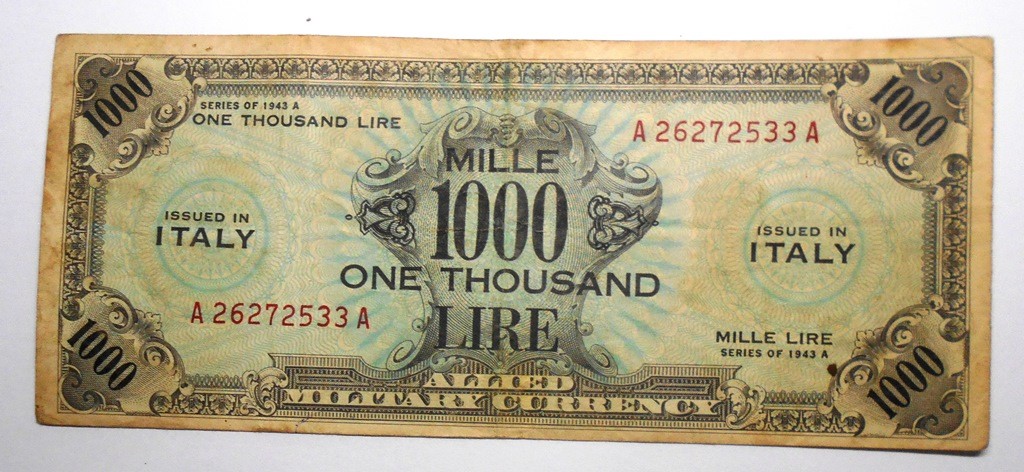 1000
1000
SERIES OF 1943 A
ONE THOUSAND LIRE
A 26272533 A
MILLE
1000
ONE THOUSAND
LIRE
ISSUED IN
ITALY
ISSUED IN
ITALY
A 26272533 A
MILLE LIRE
SERIES OF 1943 A
1000
1000
ALLIED
MILITARY CURRENCY